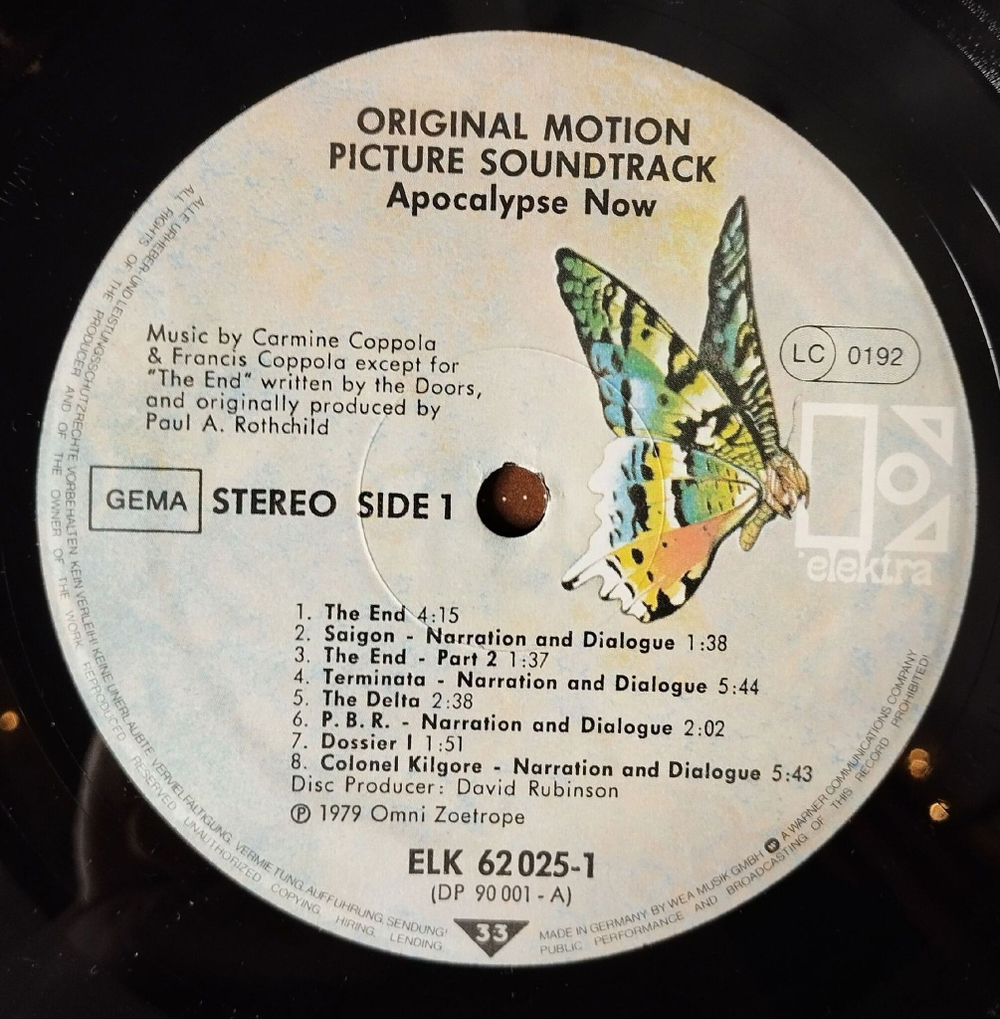 ORIGINAL MOTION
PICTURE SOUNDTRACK
Apocalypse Now
Music by Carmine Coppola
& Francis Coppola except for
"The End" written by the Doors,
and originally produced by
Paul A. Rothchild
LC 0192
elektra
GEMA STEREO SIDE 1
1. The End 4:15
2. Saigon - Narration and Dialogue 1:38
3. The End - Part 2 1:37
4. Terminata - Narration and Dialogue 5:44
5. The Delta 2:38
6. P.B.R. - Narration and Dialogue 2:02
7. Dossier I 1:51
8. Colonel Kilgore - Narration and Dialogue 5:43
Disc Producer: David Rubinson
℗ 1979 Omni Zoetrope
ELK 62025-1
(DP 90001-A)
33
ALLE URHEBER- UND LEISTUNGSSCHUTZRECHTE VORBEHALTEN. KEIN VERLEIH! KEINE UNERLAUBTE VERVIELFÄLTIGUNG, VERMIETUNG, AUFFÜHRUNG, SENDUNG!
ALL RIGHTS OF THE PRODUCER AND OF THE OWNER OF THE WORK REPRODUCED RESERVED UNAUTHORIZED COPYING, HIRING, LENDING,
MADE IN GERMANY BY WEA MUSIK GMBH A WARNER COMMUNICATIONS COMPANY
PUBLIC PERFORMANCE AND BROADCASTING OF THIS RECORD PROHIBITED!